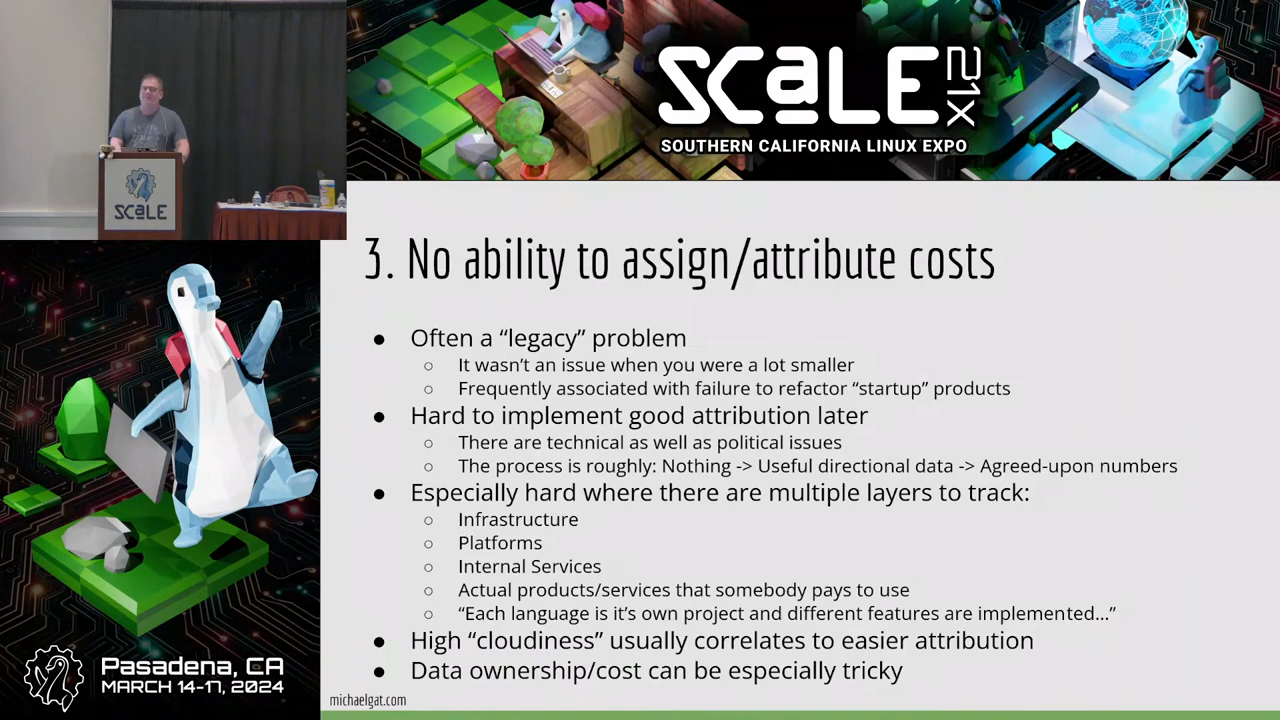 SCaLE 21X
SOUTHERN CALIFORNIA LINUX EXPO
SCaLE
3. No ability to assign/attribute costs
● Often a “legacy” problem
○ It wasn’t an issue when you were a lot smaller
○ Frequently associated with failure to refactor “startup” products
● Hard to implement good attribution later
○ There are technical as well as political issues
○ The process is roughly: Nothing -> Useful directional data -> Agreed-upon numbers
● Especially hard where there are multiple layers to track:
○ Infrastructure
○ Platforms
○ Internal Services
○ Actual products/services that somebody pays to use
○ “Each language is it’s own project and different features are implemented...”
● High “cloudiness” usually correlates to easier attribution
● Data ownership/cost can be especially tricky
michaelgat.com
Pasadena, CA
MARCH 14-17, 2024